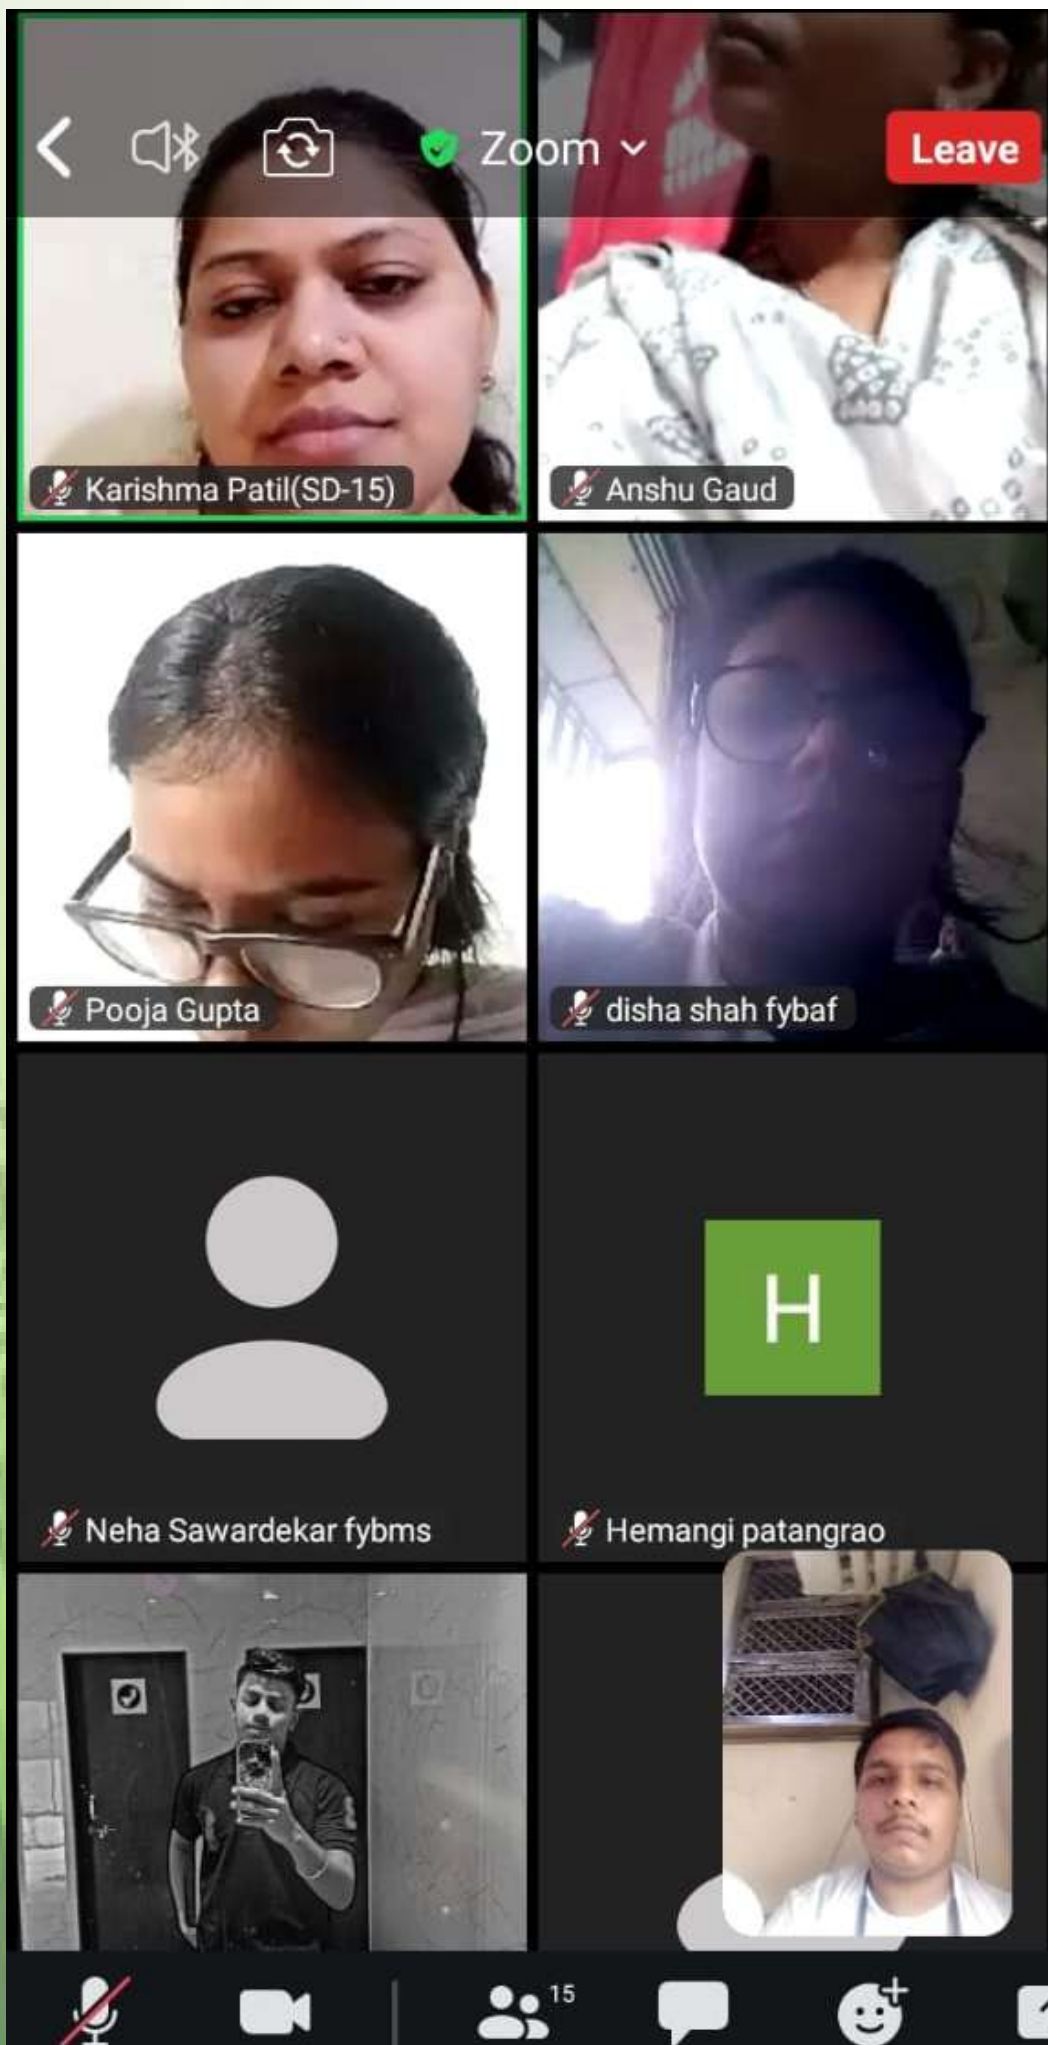 Zoom
Leave
Karishma Patil(SD-15)
Anshu Gaud
Pooja Gupta
disha shah fybaf
H
Neha Sawardekar fybms
Hemangi patangrao
15